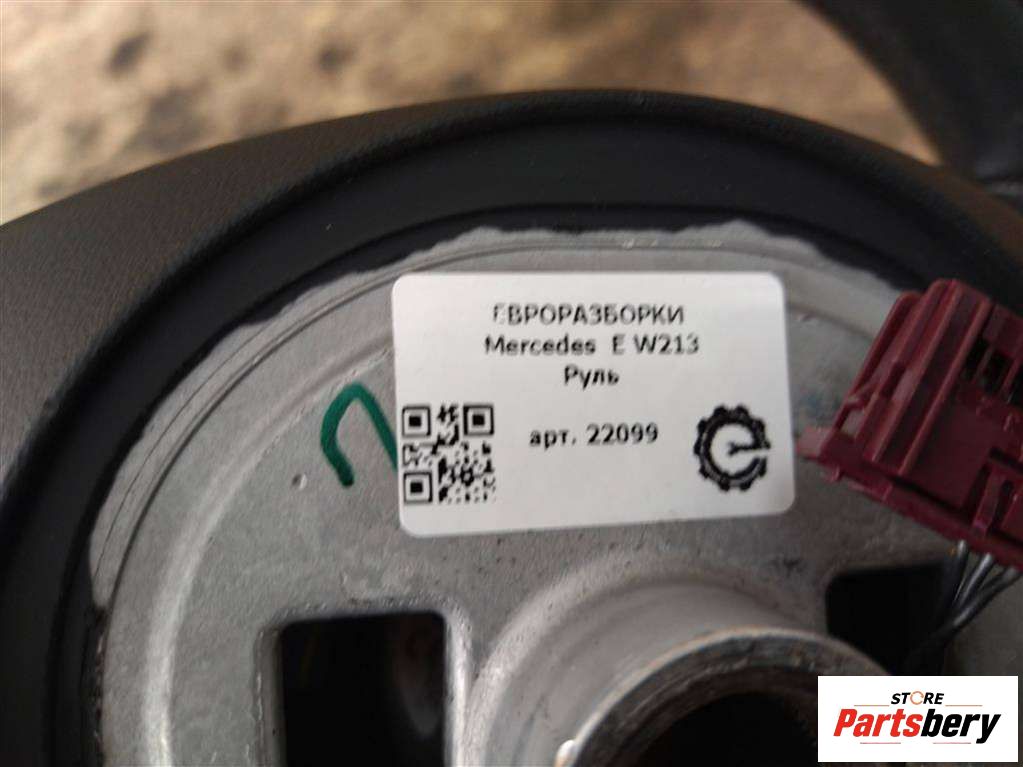 ЕВРОРАЗБОРКИ
Mercedes E W213
Руль
арт. 22099
STORE
Partsbery